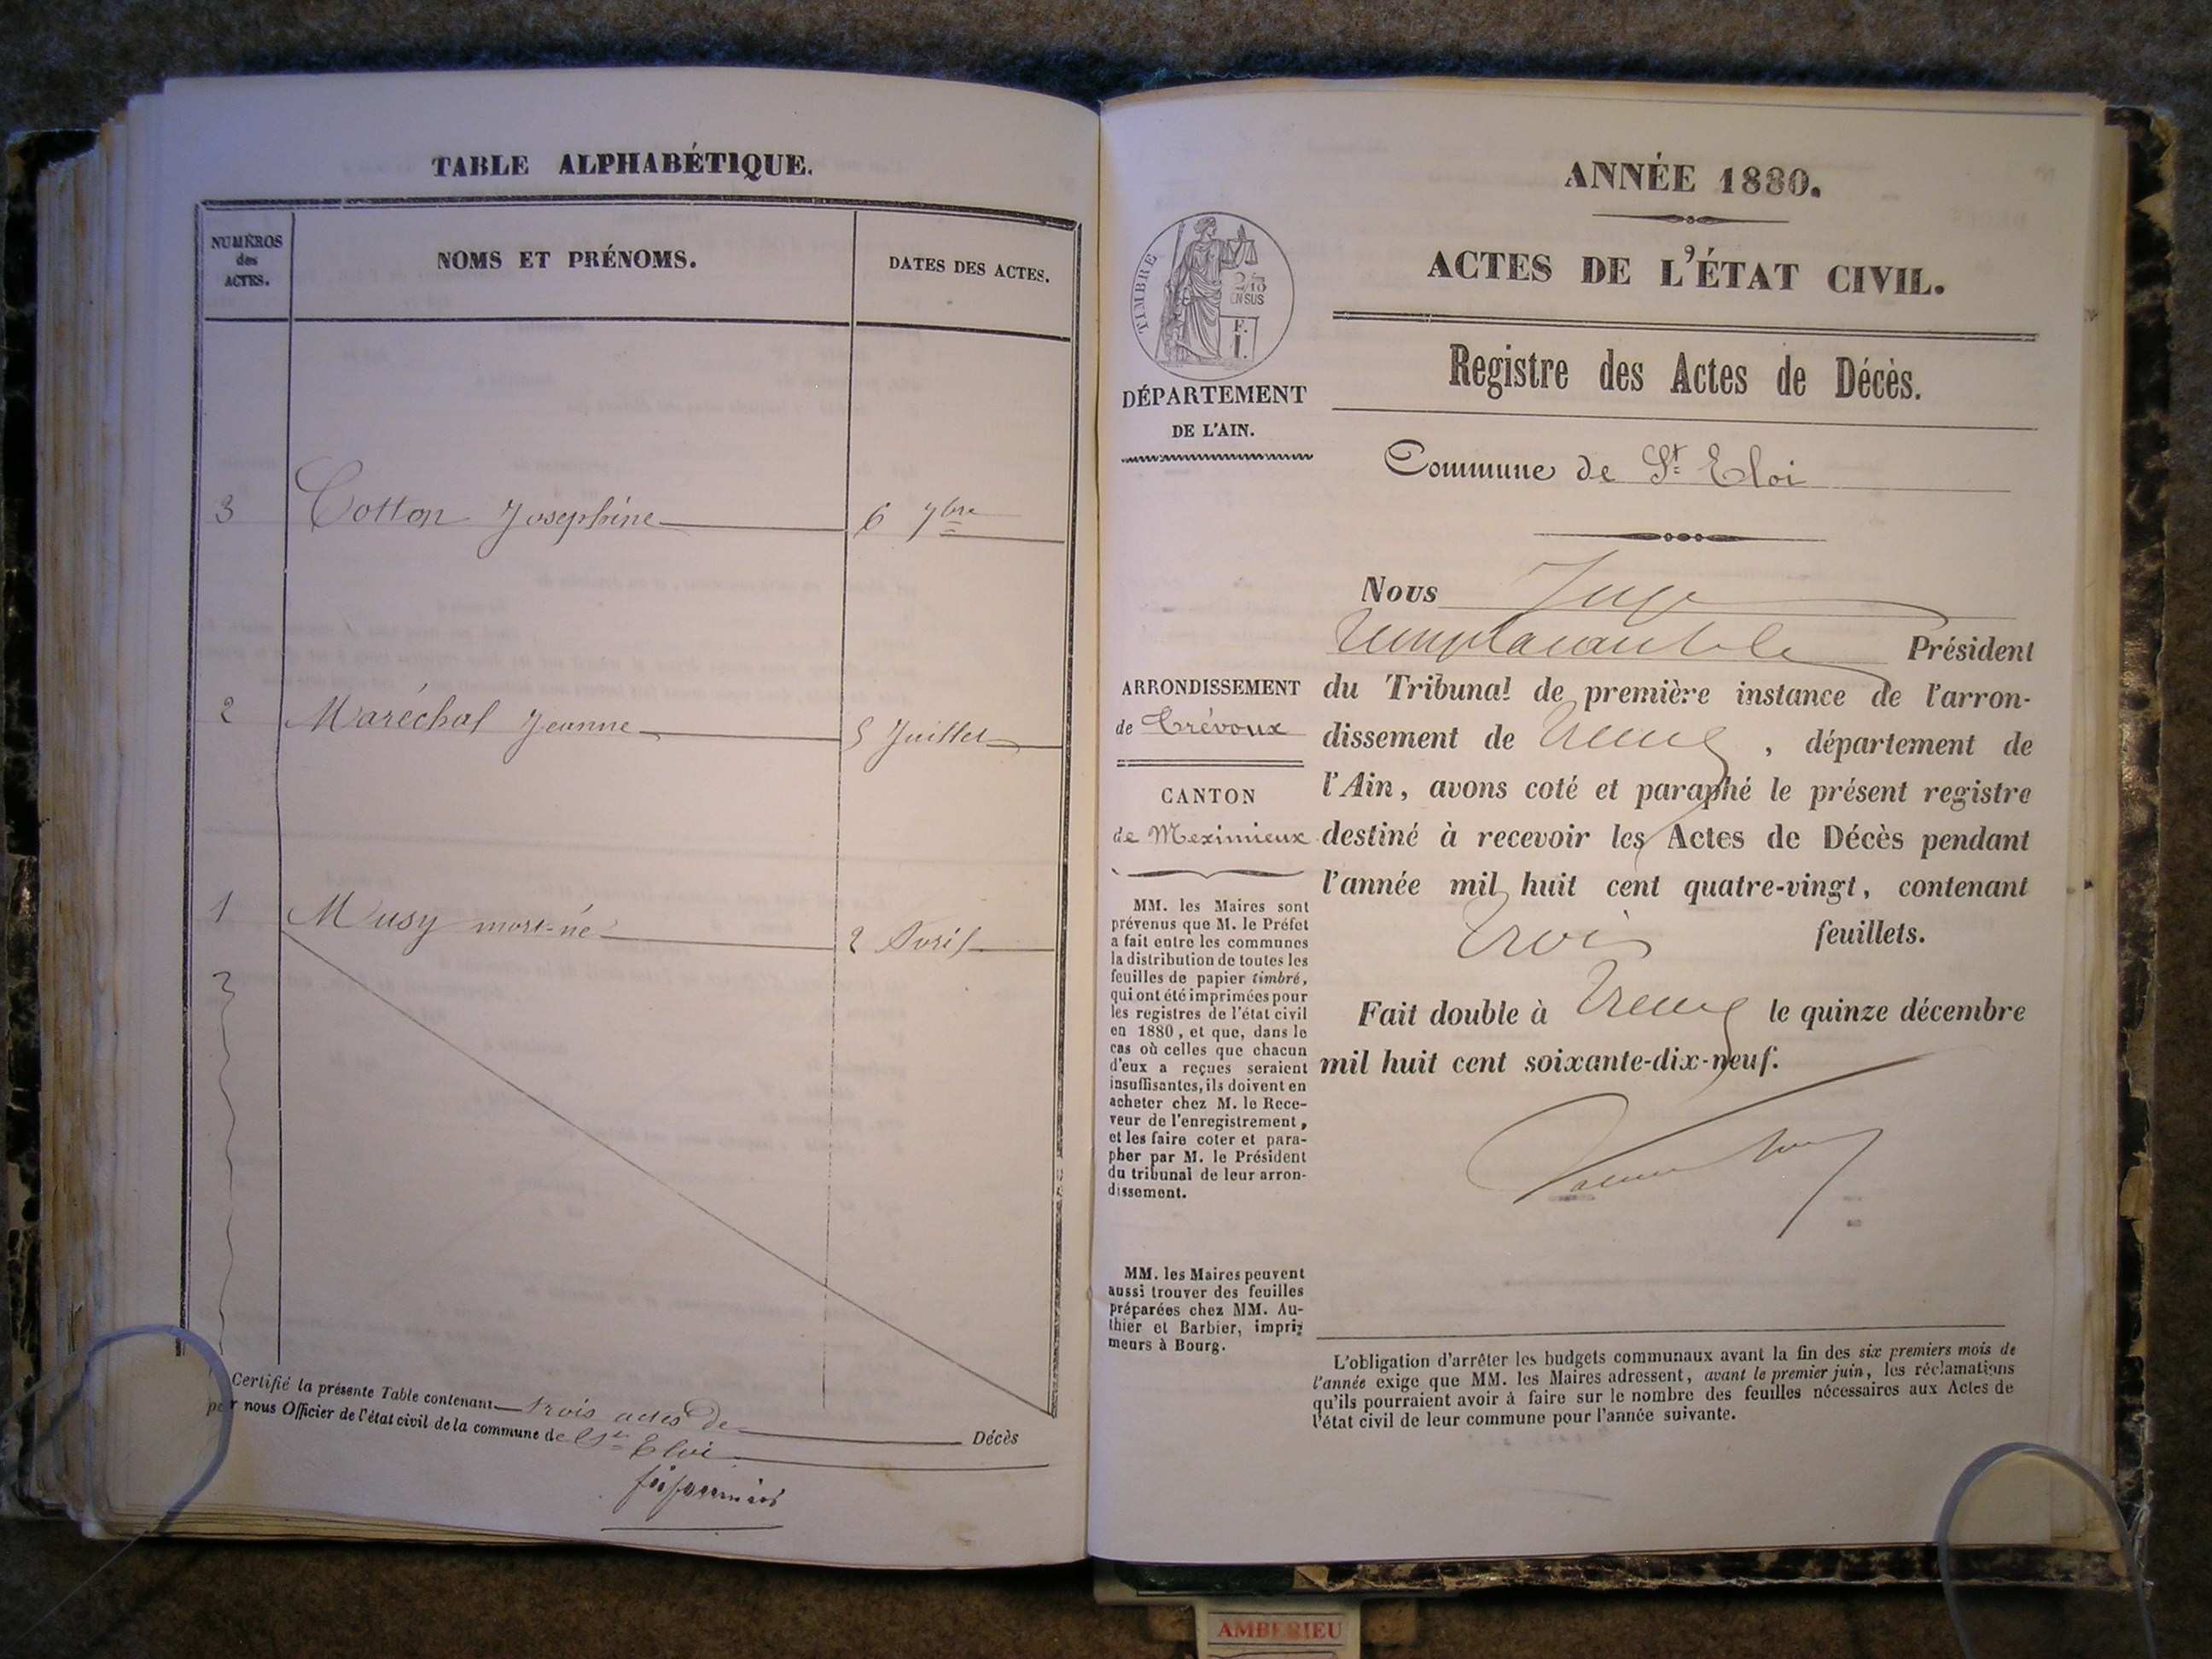 TABLE ALPHABÉTIQUE.
NUMÉROS
des
ACTES.
NOMS ET PRÉNOMS.
DATES DES ACTES.
3 Cotton Josephine 6 7bre
2 Maréchal Jeanne 5 Juillet
1 Musy mort-né 2 Avril
Certifié la présente Table contenant trois actes de Décès
par nous Officier de l'état civil de la commune de St Eloi
ANNÉE 1880.
ACTES DE L'ÉTAT CIVIL.
TIMBRE
2/10
EN SUS
F.
1.
DÉPARTEMENT
DE L'AIN.
Registre des Actes de Décès.
Commune de St Eloi
ARRONDISSEMENT
de Trévoux
CANTON
de Meximieux
MM. les Maires sont
prévenus que M. le Préfet
a fait entre les communes
la distribution de toutes les
feuilles de papier timbré,
qui ont été imprimées pour
les registres de l'état civil
en 1880, et que, dans le
cas où celles que chacun
d'eux a reçues seraient
insuffisantes, ils doivent en
acheter chez M. le Rece-
veur de l'enregistrement,
et les faire coter et para-
pher par M. le Président
du tribunal de leur arron-
dissement.
MM. les Maires peuvent
aussi trouver des feuilles
préparées chez MM. Au-
thier et Barbier, impri-
meurs à Bourg.
Nous Juge
remplaçant le Président
du Tribunal de première instance de l'arron-
dissement de Trévoux, département de
l'Ain, avons coté et paraphé le présent registre
destiné à recevoir les Actes de Décès pendant
l'année mil huit cent quatre-vingt, contenant
trois feuillets.
Fait double à Trévoux le quinze décembre
mil huit cent soixante-dix-neuf.
L'obligation d'arrêter les budgets communaux avant la fin des six premiers mois de
l'année exige que MM. les Maires adressent, avant le premier juin, les réclamations
qu'ils pourraient avoir à faire sur le nombre des feuilles nécessaires aux Actes de
l'état civil de leur commune pour l'année suivante.
AMBERIEU